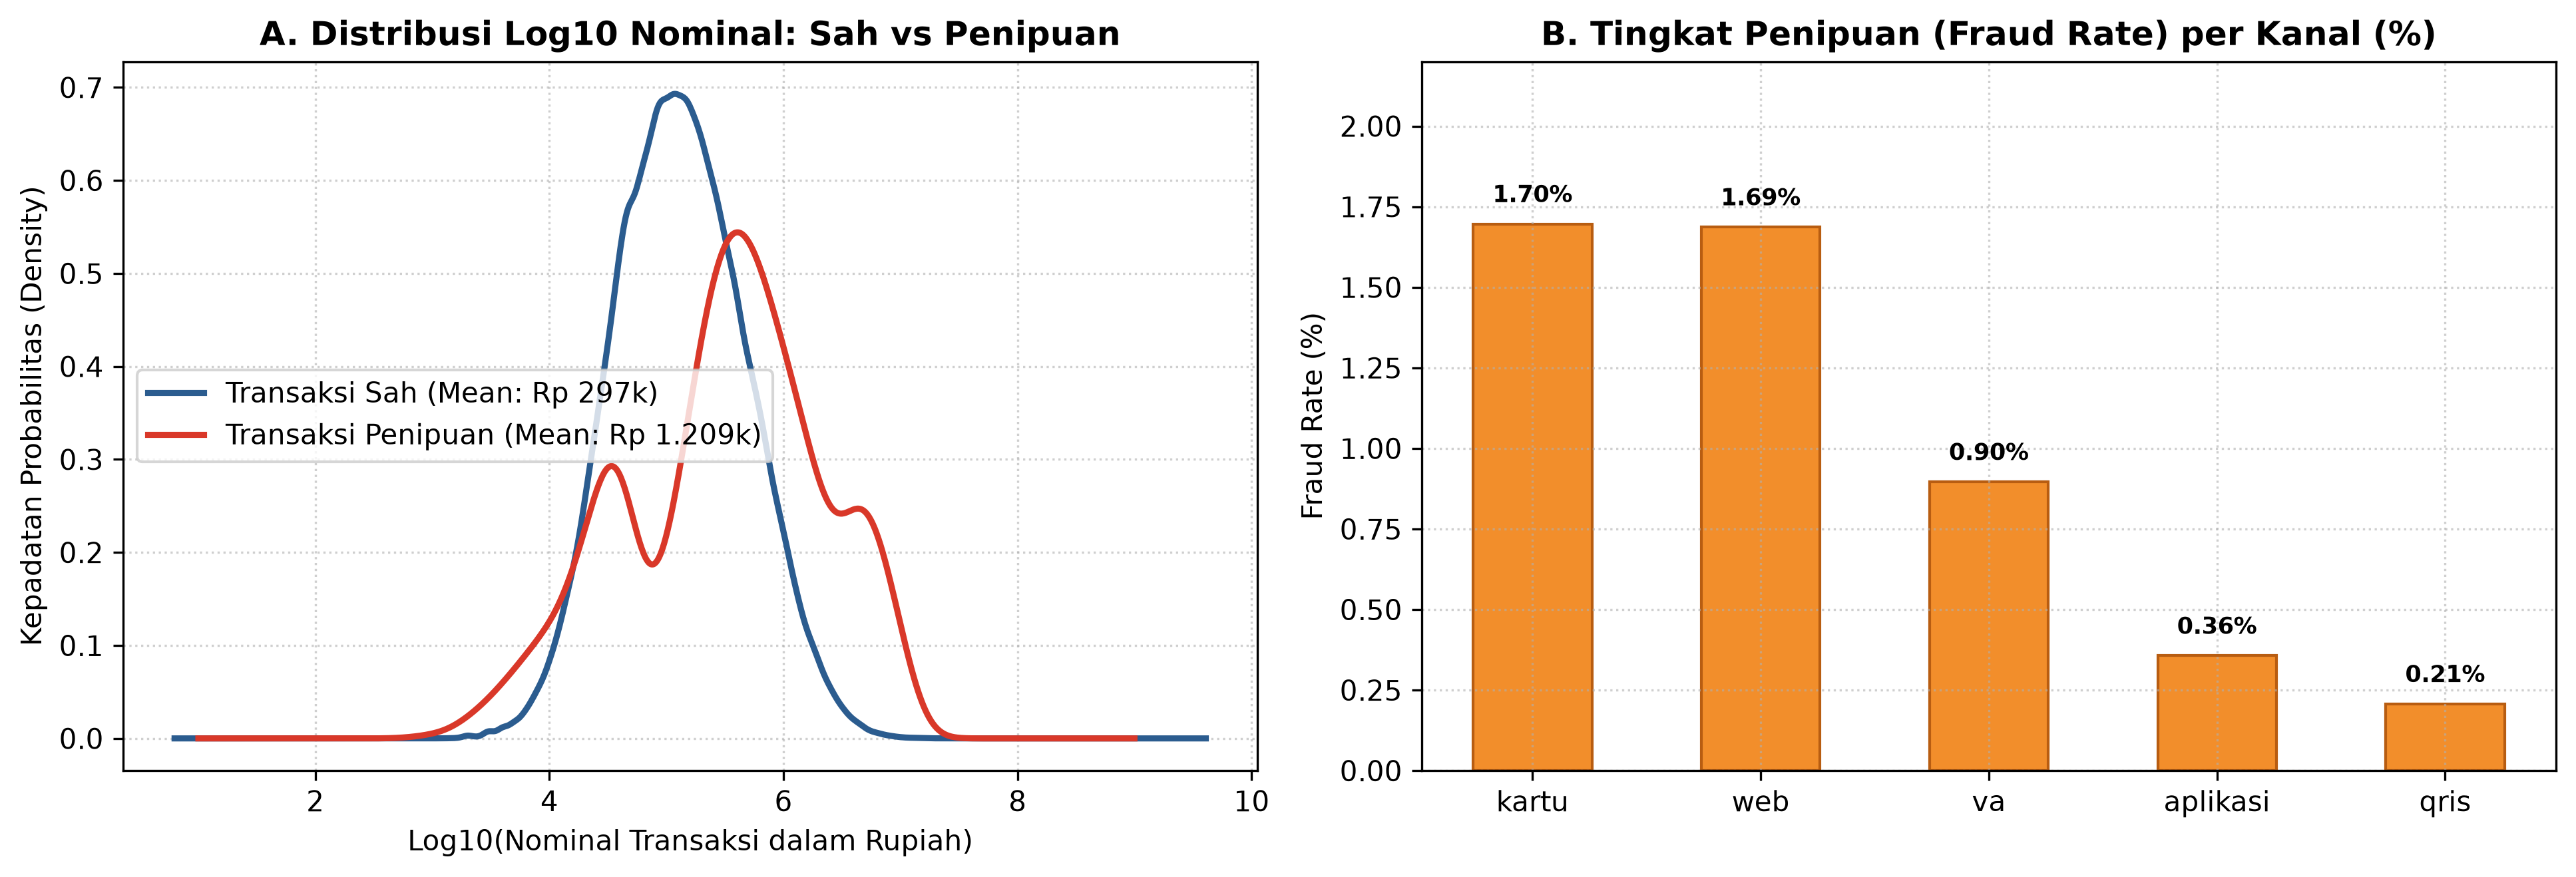 A. Distribusi Log10 Nominal: Sah vs Penipuan
Kepadatan Probabilitas (Density)
0.7
0.6
0.5
0.4
0.3
0.2
0.1
0.0
Transaksi Sah (Mean: Rp 297k)
Transaksi Penipuan (Mean: Rp 1.209k)
2 4 6 8 10
Log10(Nominal Transaksi dalam Rupiah)
B. Tingkat Penipuan (Fraud Rate) per Kanal (%)
Fraud Rate (%)
2.00
1.75
1.50
1.25
1.00
0.75
0.50
0.25
0.00
1.70%
1.69%
0.90%
0.36%
0.21%
kartu web va aplikasi qris